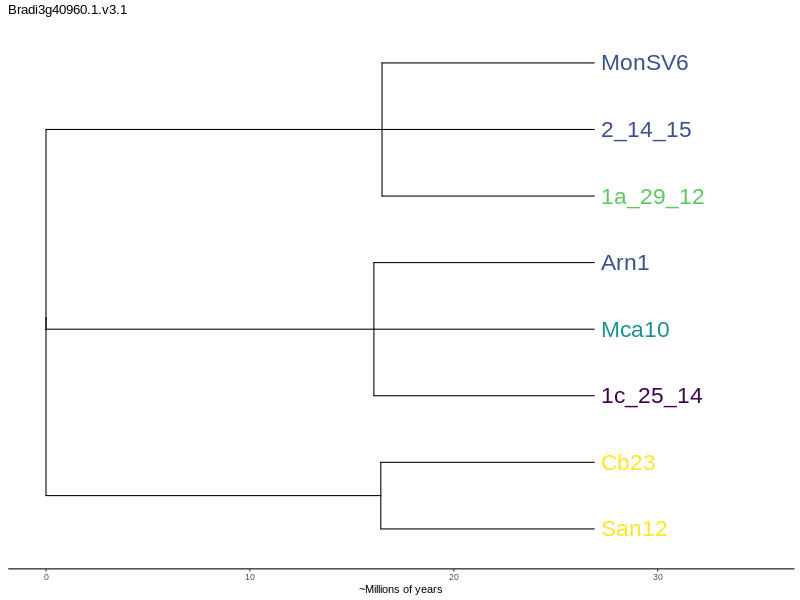 Bradi3g40960.1.v3.1
MonSV6
2_14_15
1a_29_12
Arn1
Mca10
1c_25_14
Cb23
San12
0 10 20 30
~Millions of years